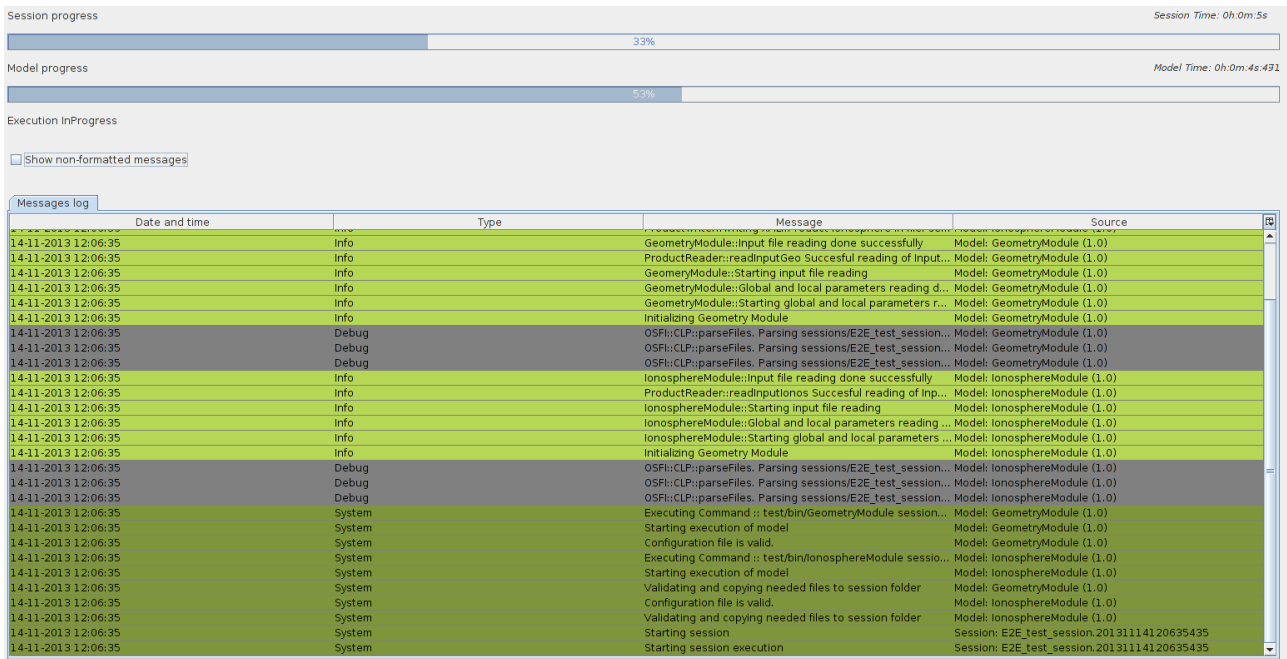 Session progress Session Time: 0h:0m:5s
33%
Model progress Model Time: 0h:0m:4s:431
53%
Execution InProgress
Show non-formatted messages
Messages log
Date and time Type Message Source
14-11-2013 12:06:35 Info GeometryModule::Input file reading done successfully Model: GeometryModule (1.0)
14-11-2013 12:06:35 Info ProductReader::readInputGeo Succesful reading of Input... Model: GeometryModule (1.0)
14-11-2013 12:06:35 Info GeomeryModule::Starting input file reading Model: GeometryModule (1.0)
14-11-2013 12:06:35 Info GeometryModule::Global and local parameters reading d... Model: GeometryModule (1.0)
14-11-2013 12:06:35 Info GeometryModule::Starting global and local parameters r... Model: GeometryModule (1.0)
14-11-2013 12:06:35 Info Initializing Geometry Module Model: GeometryModule (1.0)
14-11-2013 12:06:35 Debug OSFI::CLP::parseFiles. Parsing sessions/E2E_test_session... Model: GeometryModule (1.0)
14-11-2013 12:06:35 Debug OSFI::CLP::parseFiles. Parsing sessions/E2E_test_session... Model: GeometryModule (1.0)
14-11-2013 12:06:35 Debug OSFI::CLP::parseFiles. Parsing sessions/E2E_test_session... Model: GeometryModule (1.0)
14-11-2013 12:06:35 Info IonosphereModule::Input file reading done successfully Model: IonosphereModule (1.0)
14-11-2013 12:06:35 Info ProductReader::readInputIonos Succesful reading of Inp... Model: IonosphereModule (1.0)
14-11-2013 12:06:35 Info IonosphereModule::Starting input file reading Model: IonosphereModule (1.0)
14-11-2013 12:06:35 Info IonosphereModule::Global and local parameters reading ... Model: IonosphereModule (1.0)
14-11-2013 12:06:35 Info IonosphereModule::Starting global and local parameters ... Model: IonosphereModule (1.0)
14-11-2013 12:06:35 Info Initializing Geometry Module Model: IonosphereModule (1.0)
14-11-2013 12:06:35 Debug OSFI::CLP::parseFiles. Parsing sessions/E2E_test_session... Model: IonosphereModule (1.0)
14-11-2013 12:06:35 Debug OSFI::CLP::parseFiles. Parsing sessions/E2E_test_session... Model: IonosphereModule (1.0)
14-11-2013 12:06:35 Debug OSFI::CLP::parseFiles. Parsing sessions/E2E_test_session... Model: IonosphereModule (1.0)
14-11-2013 12:06:35 System Executing Command :: test/bin/GeometryModule session... Model: GeometryModule (1.0)
14-11-2013 12:06:35 System Starting execution of model Model: GeometryModule (1.0)
14-11-2013 12:06:35 System Configuration file is valid. Model: GeometryModule (1.0)
14-11-2013 12:06:35 System Executing Command :: test/bin/IonosphereModule sessio... Model: IonosphereModule (1.0)
14-11-2013 12:06:35 System Starting execution of model Model: IonosphereModule (1.0)
14-11-2013 12:06:35 System Validating and copying needed files to session folder Model: GeometryModule (1.0)
14-11-2013 12:06:35 System Configuration file is valid. Model: IonosphereModule (1.0)
14-11-2013 12:06:35 System Validating and copying needed files to session folder Model: IonosphereModule (1.0)
14-11-2013 12:06:35 System Starting session Session: E2E_test_session.20131114120635435
14-11-2013 12:06:35 System Starting session execution Session: E2E_test_session.20131114120635435